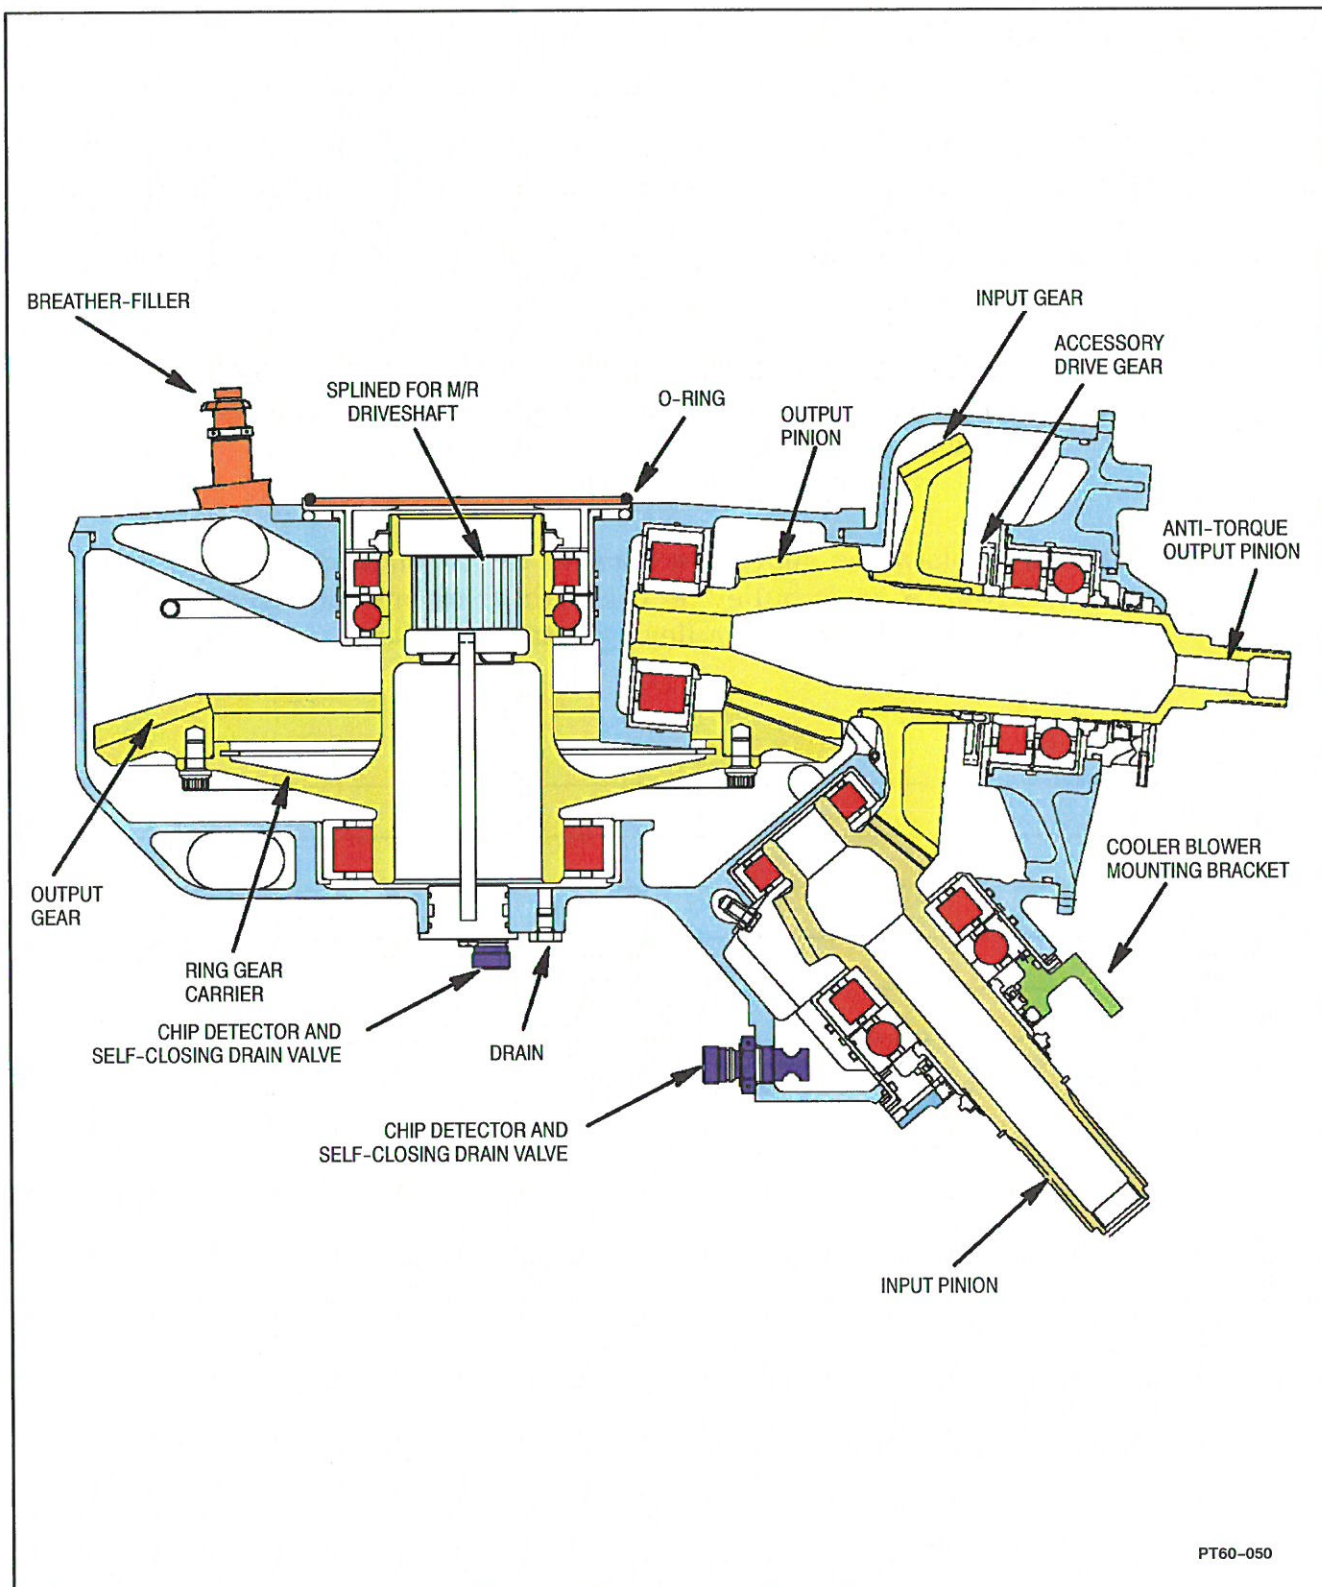 BREATHER-FILLER
INPUT GEAR
ACCESSORY
DRIVE GEAR
SPLINED FOR M/R
DRIVESHAFT
O-RING
OUTPUT
PINION
ANTI-TORQUE
OUTPUT PINION
COOLER BLOWER
MOUNTING BRACKET
OUTPUT
GEAR
RING GEAR
CARRIER
CHIP DETECTOR AND
SELF-CLOSING DRAIN VALVE
DRAIN
CHIP DETECTOR AND
SELF-CLOSING DRAIN VALVE
INPUT PINION
PT60-050